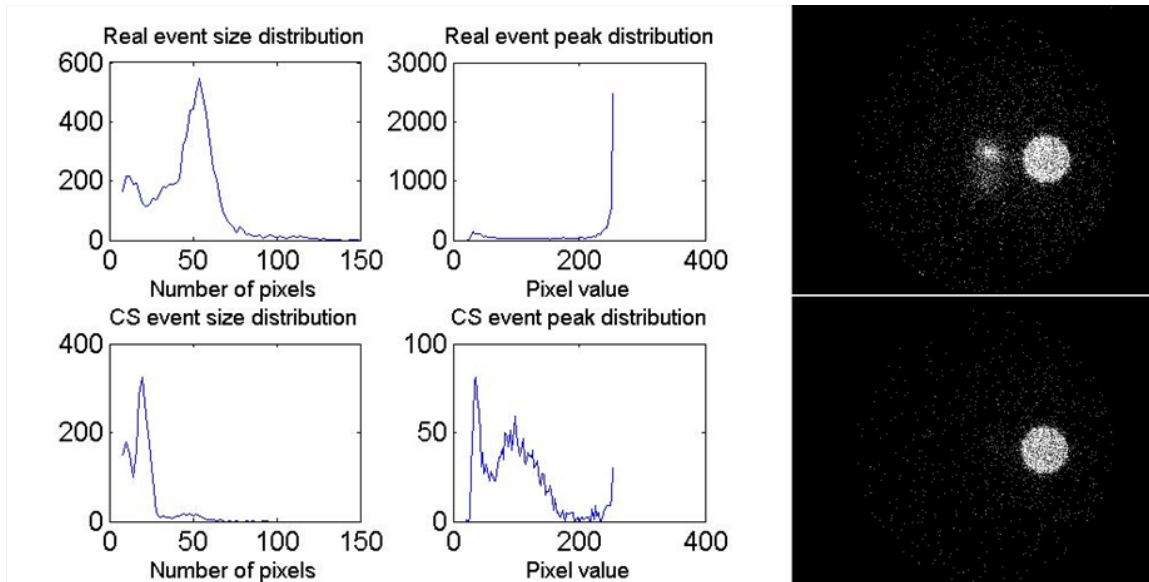 Real event size distribution
600
400
200
0
0 50 100 150
Number of pixels
Real event peak distribution
3000
2000
1000
0
0 200 400
Pixel value
CS event size distribution
400
200
0
0 50 100 150
Number of pixels
CS event peak distribution
100
50
0
0 200 400
Pixel value